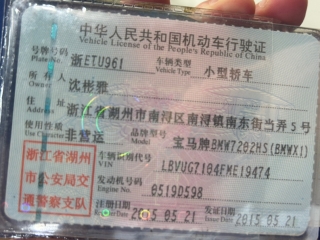 中华人民共和国机动车行驶证
Vehicle License of the People's Republic of China
号牌号码 浙ETU961 车辆类型 小型轿车
Plate No. Vehicle Type
所有人 沈彬雅
Owner
住址 浙江省湖州市南浔区南浔镇南东街当弄5号
Address
使用性质 非营运 品牌型号 宝马牌BMW7202HS(BMWX1)
Use Character
浙江省湖州
市公安局交
通警察支队
车辆识别代号 LBVUG7104FME19474
VIN
发动机号码 0519D598
Engine No.
注册日期 2015 05 21 发证日期 2015 05 21
Register Date Issue Date